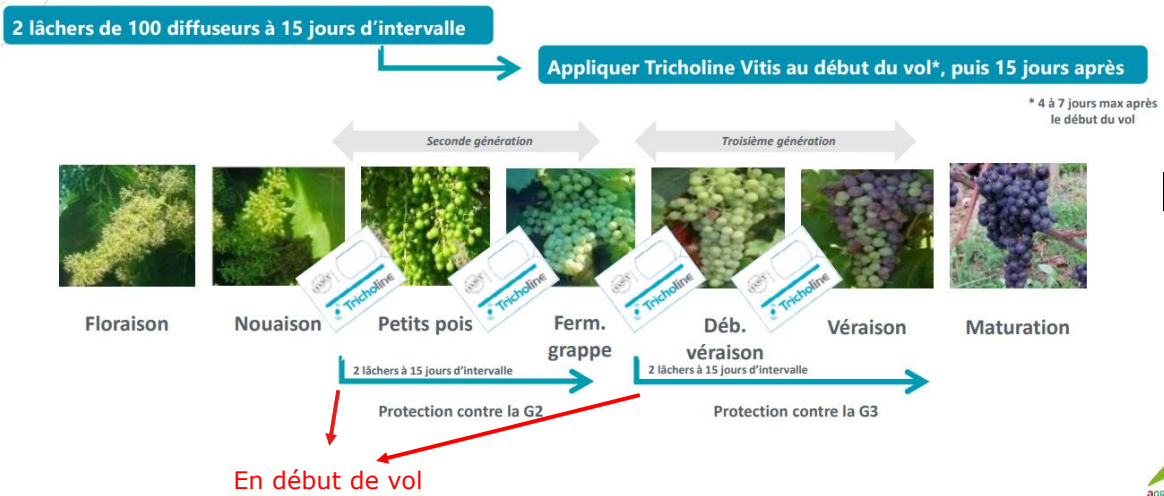 2 lâchers de 100 diffuseurs à 15 jours d’intervalle
Appliquer Tricholine Vitis au début du vol*, puis 15 jours après
* 4 à 7 jours max après
le début du vol
Seconde génération
Troisième génération
Tricholine
Tricholine
Tricholine
Tricholine
Floraison
Nouaison
Petits pois
Ferm.
grappe
Déb.
véraison
Véraison
Maturation
2 lâchers à 15 jours d’intervalle
2 lâchers à 15 jours d’intervalle
Protection contre la G2
Protection contre la G3
En début de vol